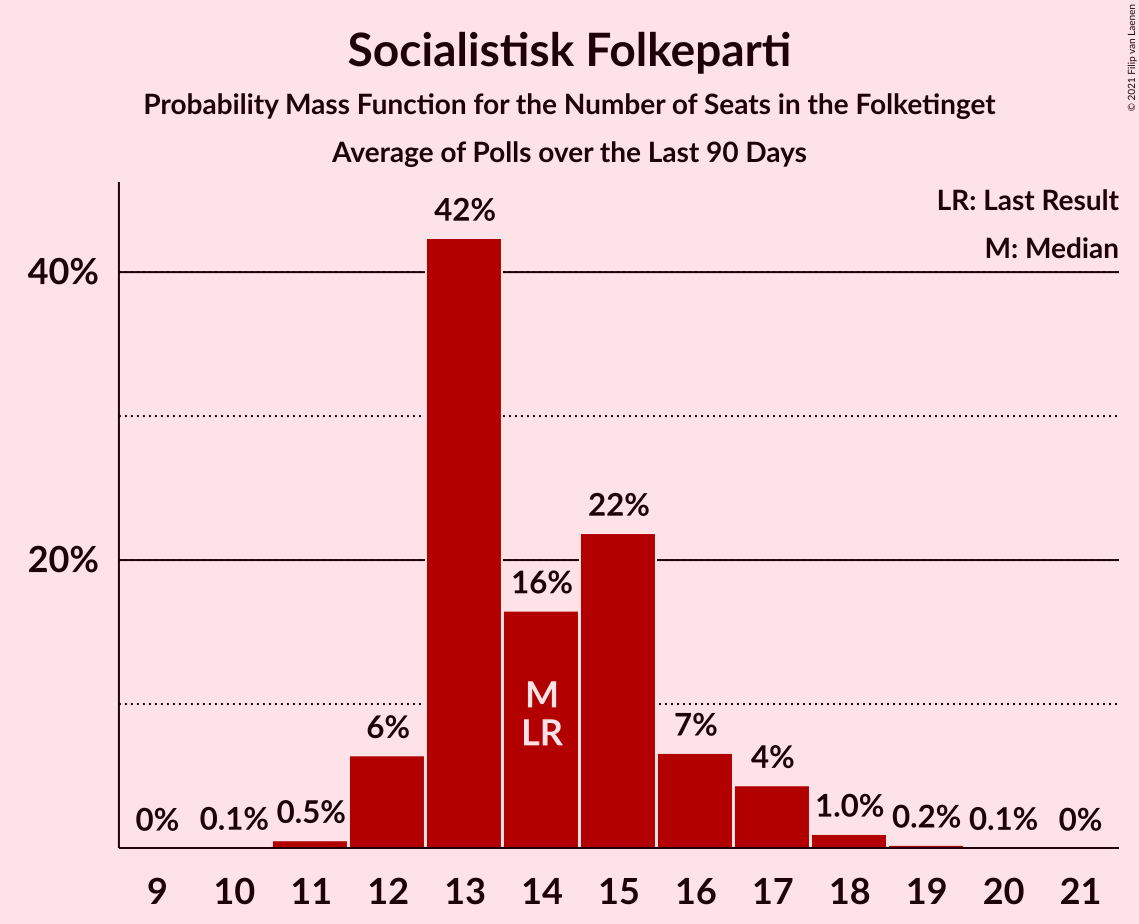 Socialistisk Folkeparti
Probability Mass Function for the Number of Seats in the Folketinget
Average of Polls over the Last 90 Days
© 2021 Filip van Laenen
LR: Last Result
M: Median
40%
20%
0%
0.1%
0.5%
6%
42%
16%
22%
7%
4%
1.0%
0.2%
0.1%
0%
M
LR
9 10 11 12 13 14 15 16 17 18 19 20 21